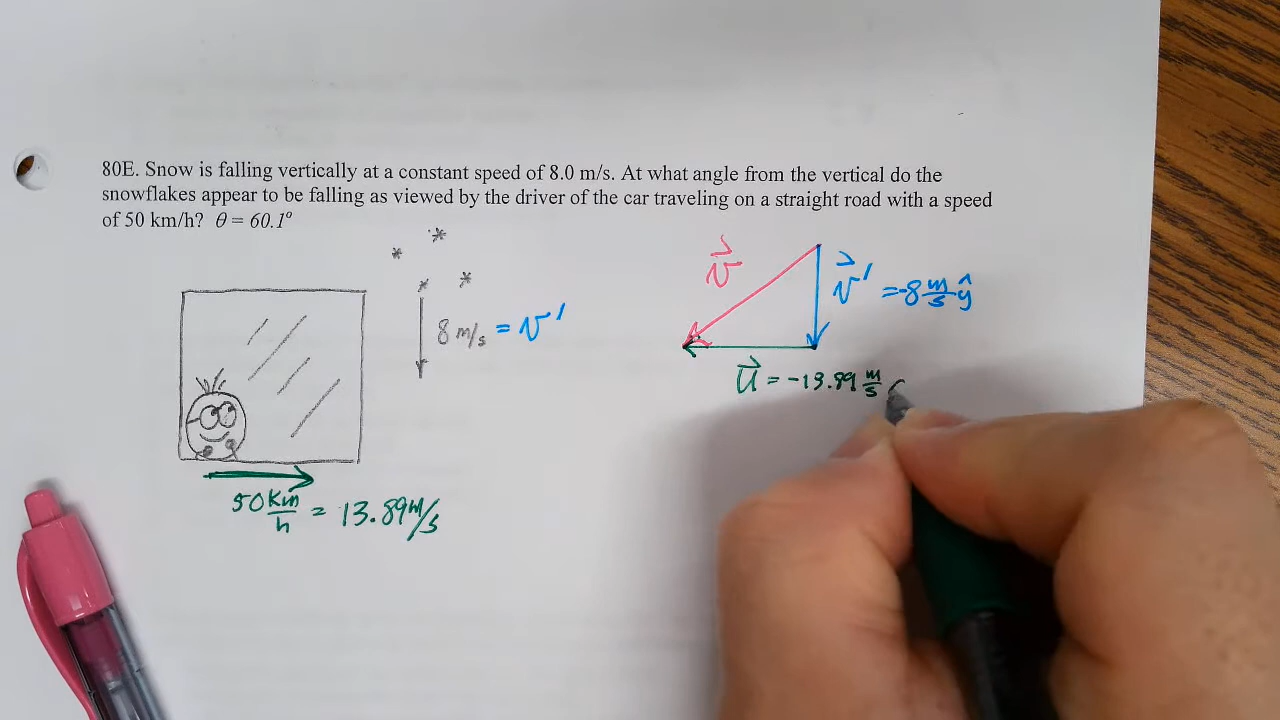 80E. Snow is falling vertically at a constant speed of 8.0 m/s. At what angle from the vertical do the
snowflakes appear to be falling as viewed by the driver of the car traveling on a straight road with a speed
of 50 km/h? θ = 60.1°
8 m/s = v'
50 Km/h = 13.89 m/s
v⃗
v⃗' = -8 m/s ŷ
u⃗ = -13.89 m/s